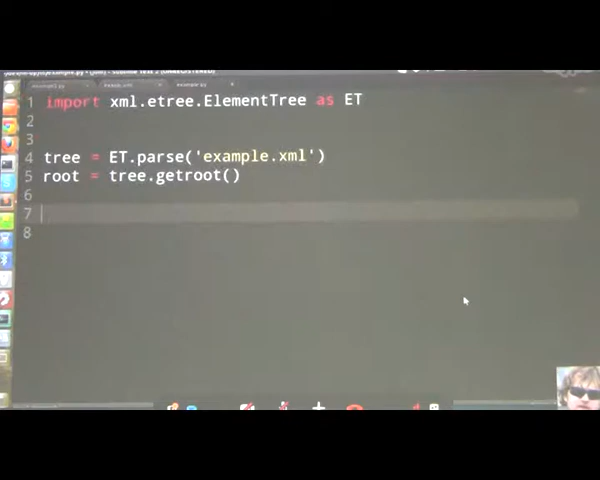 1 import xml.etree.ElementTree as ET
2
3
4 tree = ET.parse('example.xml')
5 root = tree.getroot()
6
7
8